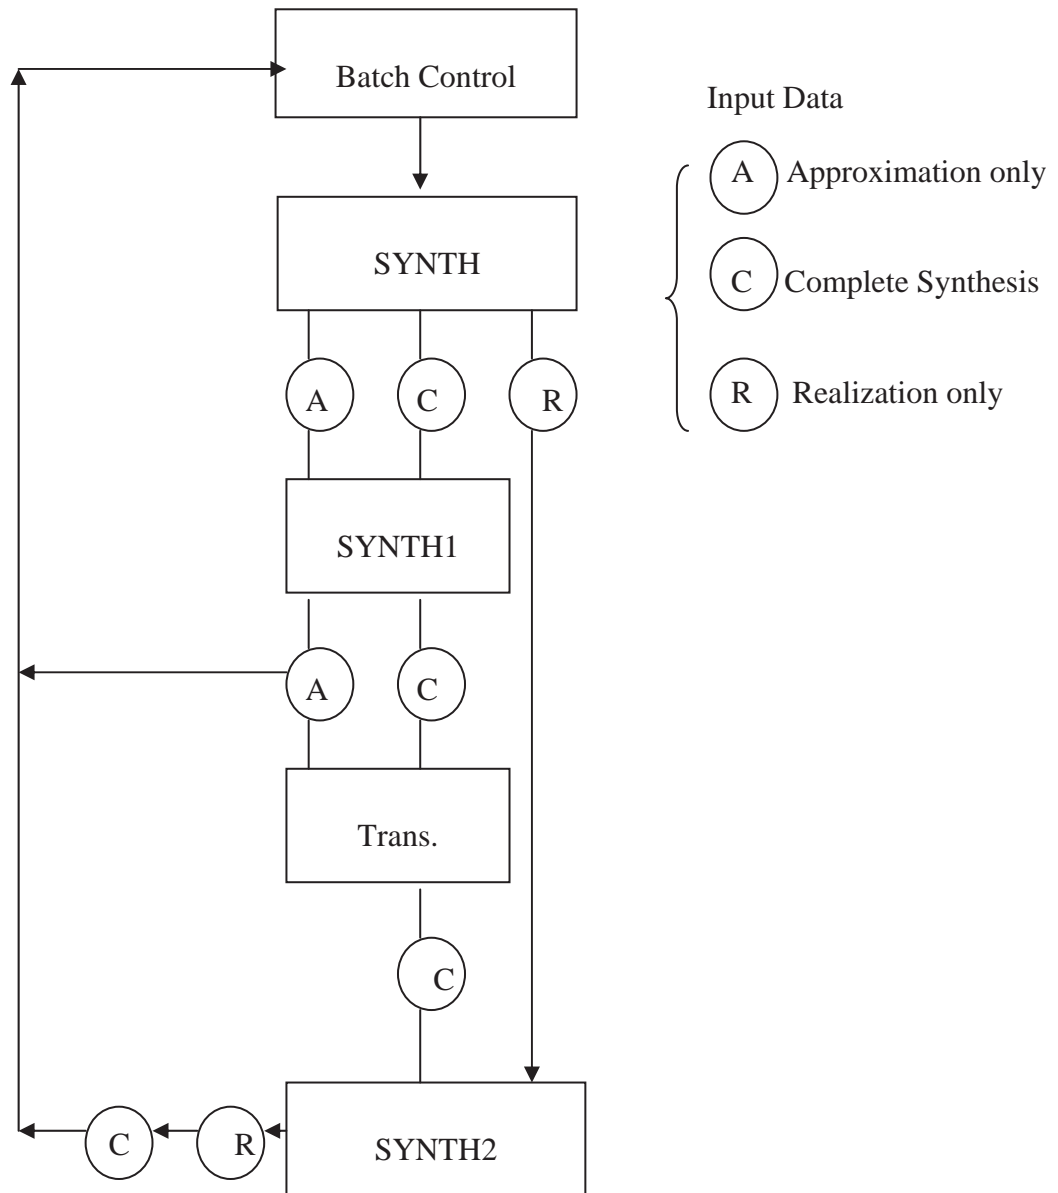 Batch Control
Input Data
A Approximation only
SYNTH
C Complete Synthesis
A C R
R Realization only
SYNTH1
A C
Trans.
C
C R
SYNTH2